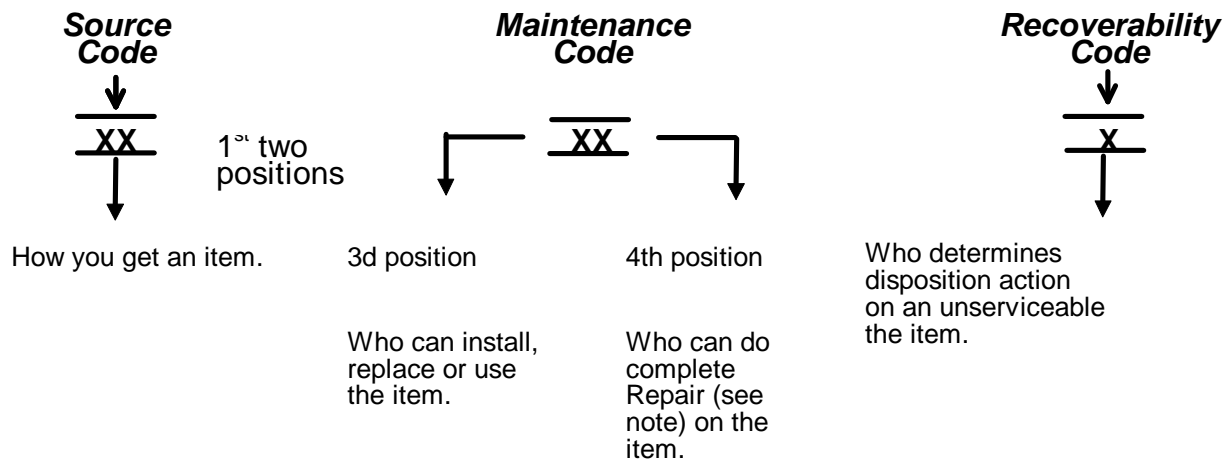 Source
Code
XX
1st two
positions
How you get an item.
Maintenance
Code
XX
3d position
Who can install,
replace or use
the item.
4th position
Who can do
complete
Repair (see
note) on the
item.
Recoverability
Code
X
Who determines
disposition action
on an unserviceable
the item.